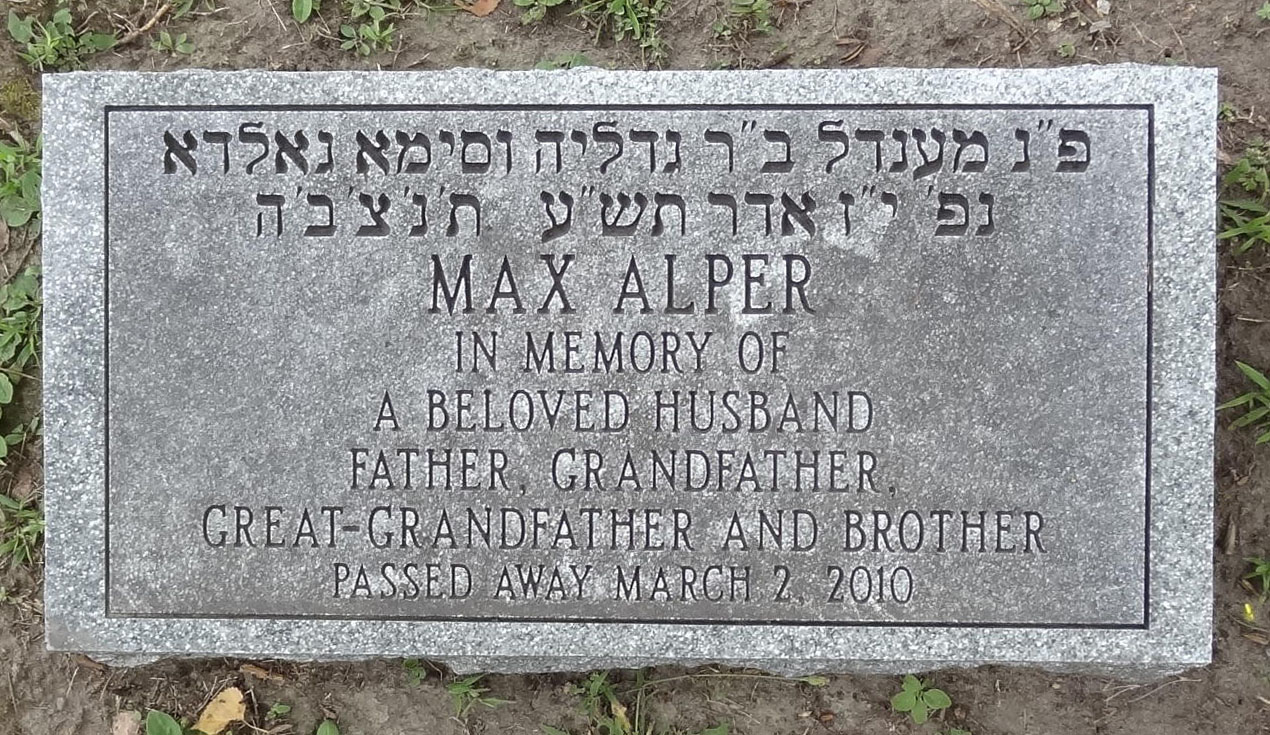 פ"נ מענדל ב"ר גדליה וסימא גאלדא
נפ' י"ז אדר תש"ע ת'נ'צ'ב'ה
MAX ALPER
IN MEMORY OF
A BELOVED HUSBAND
FATHER, GRANDFATHER,
GREAT-GRANDFATHER AND BROTHER
PASSED AWAY MARCH 2, 2010